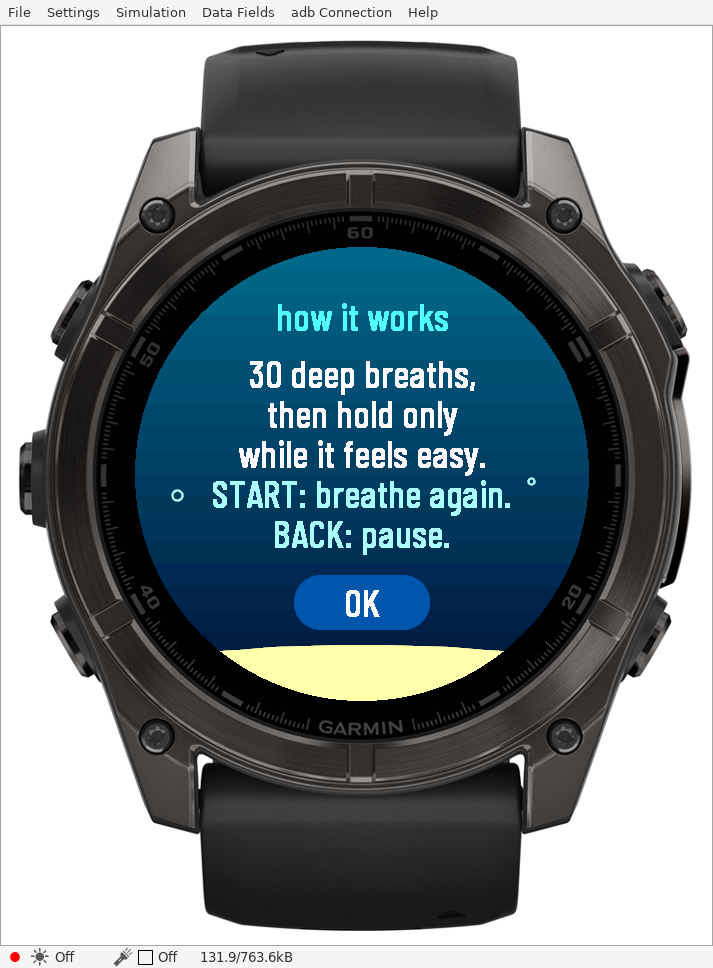 File Settings Simulation Data Fields adb Connection Help
60
how it works
50
30 deep breaths,
then hold only
while it feels easy.
START: breathe again.
BACK: pause.
40
20
OK
GARMIN
Off Off 131.9/763.6kB